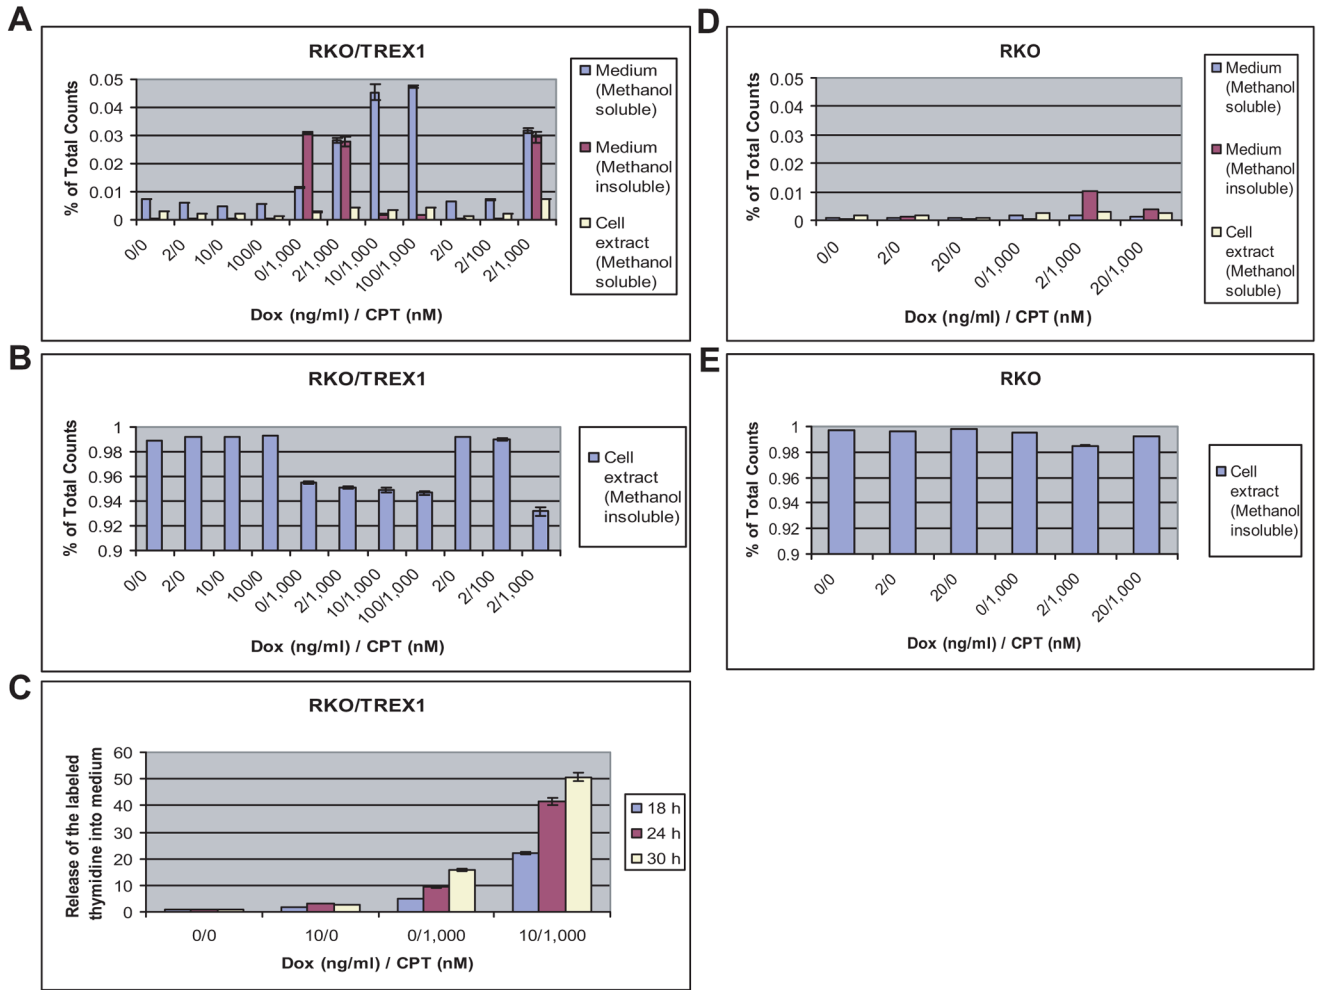 A
RKO/TREX1
% of Total Counts
0.05
0.04
0.03
0.02
0.01
0
0/0
2/0
10/0
100/0
0/1,000
2/1,000
10/1,000
100/1,000
2/0
2/100
2/1,000
Dox (ng/ml) / CPT (nM)
Medium
(Methanol
soluble)
Medium
(Methanol
insoluble)
Cell
extract
(Methanol
soluble)
B
RKO/TREX1
% of Total Counts
1
0.98
0.96
0.94
0.92
0.9
0/0
2/0
10/0
100/0
0/1,000
2/1,000
10/1,000
100/1,000
2/0
2/100
2/1,000
Dox (ng/ml) / CPT (nM)
Cell
extract
(Methanol
insoluble)
C
RKO/TREX1
Release of the labeled
thymidine into medium
60
50
40
30
20
10
0
0/0
10/0
0/1,000
10/1,000
Dox (ng/ml) / CPT (nM)
18 h
24 h
30 h
D
RKO
% of Total Counts
0.05
0.04
0.03
0.02
0.01
0
0/0
2/0
20/0
0/1,000
2/1,000
20/1,000
Dox (ng/ml) / CPT (nM)
Medium
(Methanol
soluble)
Medium
(Methanol
insoluble)
Cell
extract
(Methanol
soluble)
E
RKO
% of Total Counts
1
0.98
0.96
0.94
0.92
0.9
0/0
2/0
20/0
0/1,000
2/1,000
20/1,000
Dox (ng/ml) / CPT (nM)
Cell
extract
(Methanol
insoluble)